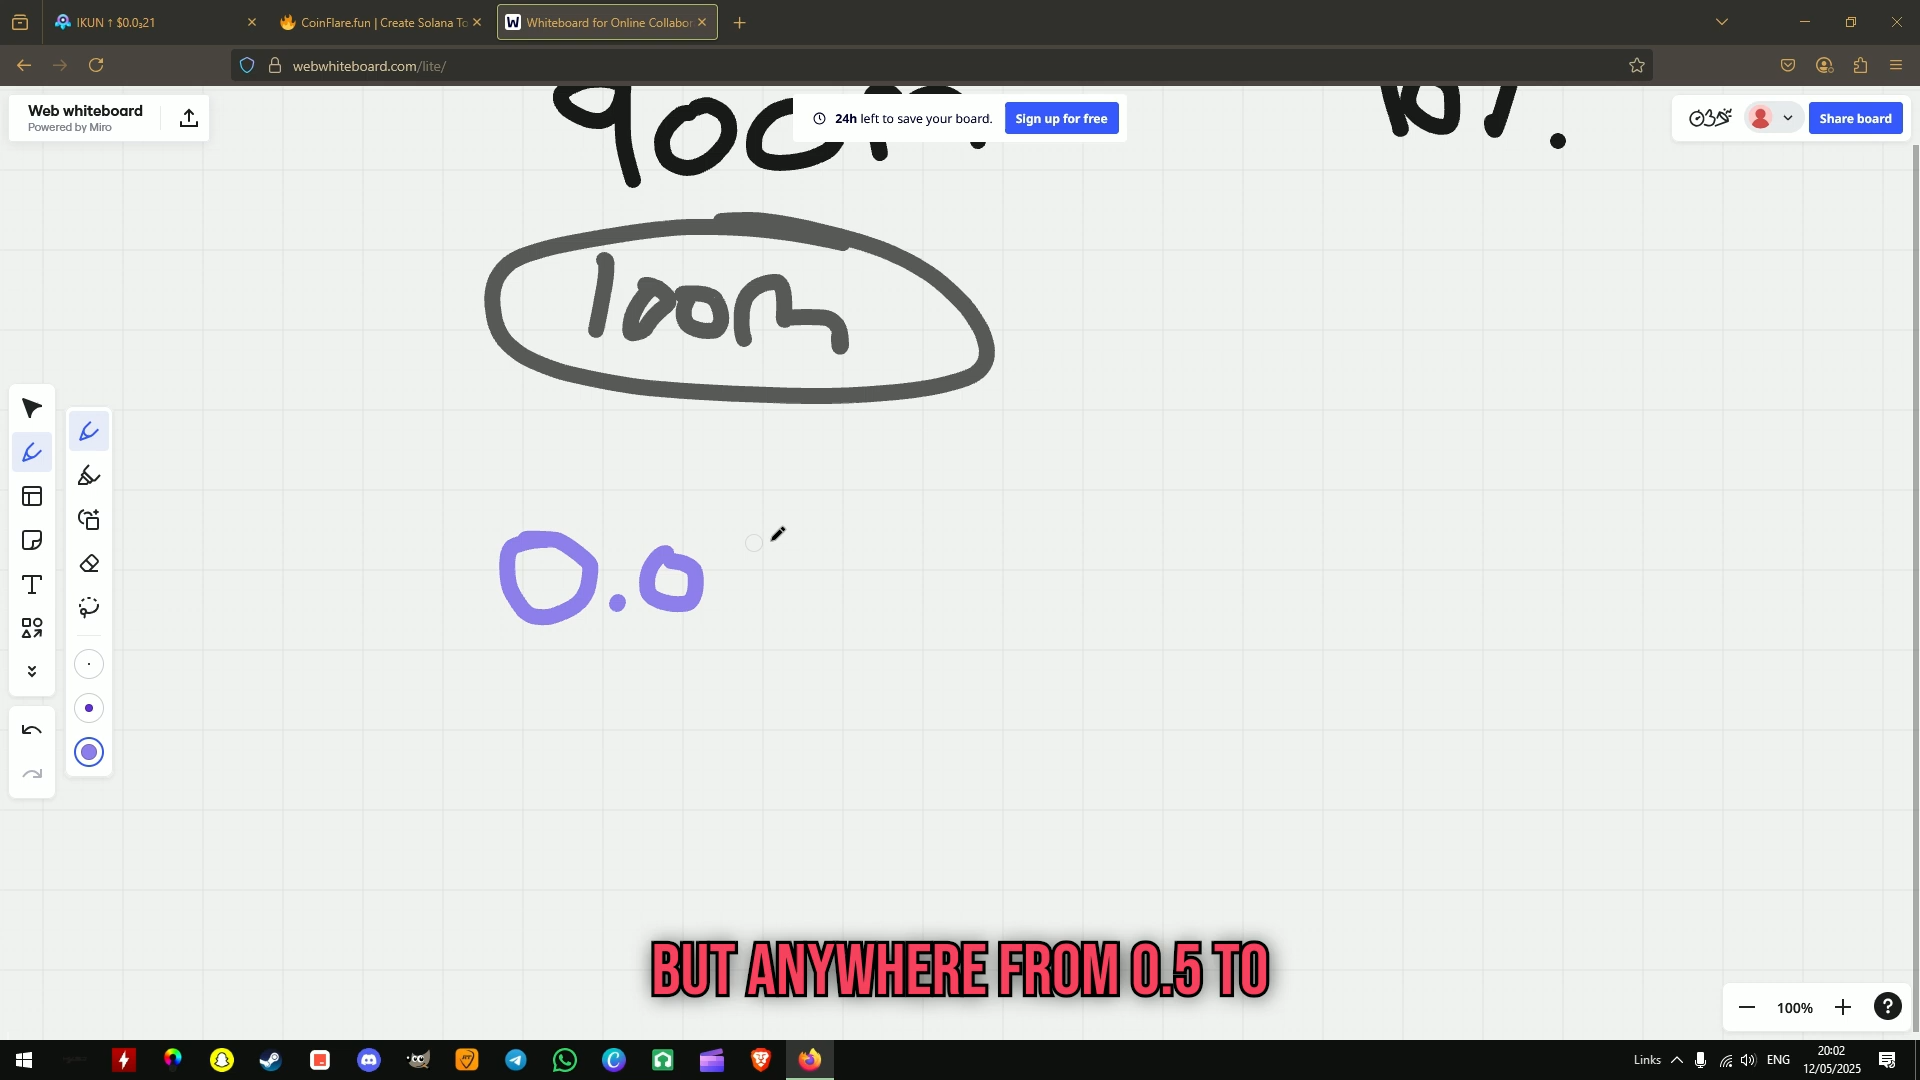 IKUN ↑ $0.0₃21
CoinFlare.fun | Create Solana To
Whiteboard for Online Collabor
webwhiteboard.com/lite/
Web whiteboard
Powered by Miro
24h left to save your board.
Sign up for free
Share board
100m
0.0
BUT ANYWHERE FROM 0.5 TO
100%
?
Links
ENG
20:02
12/05/2025